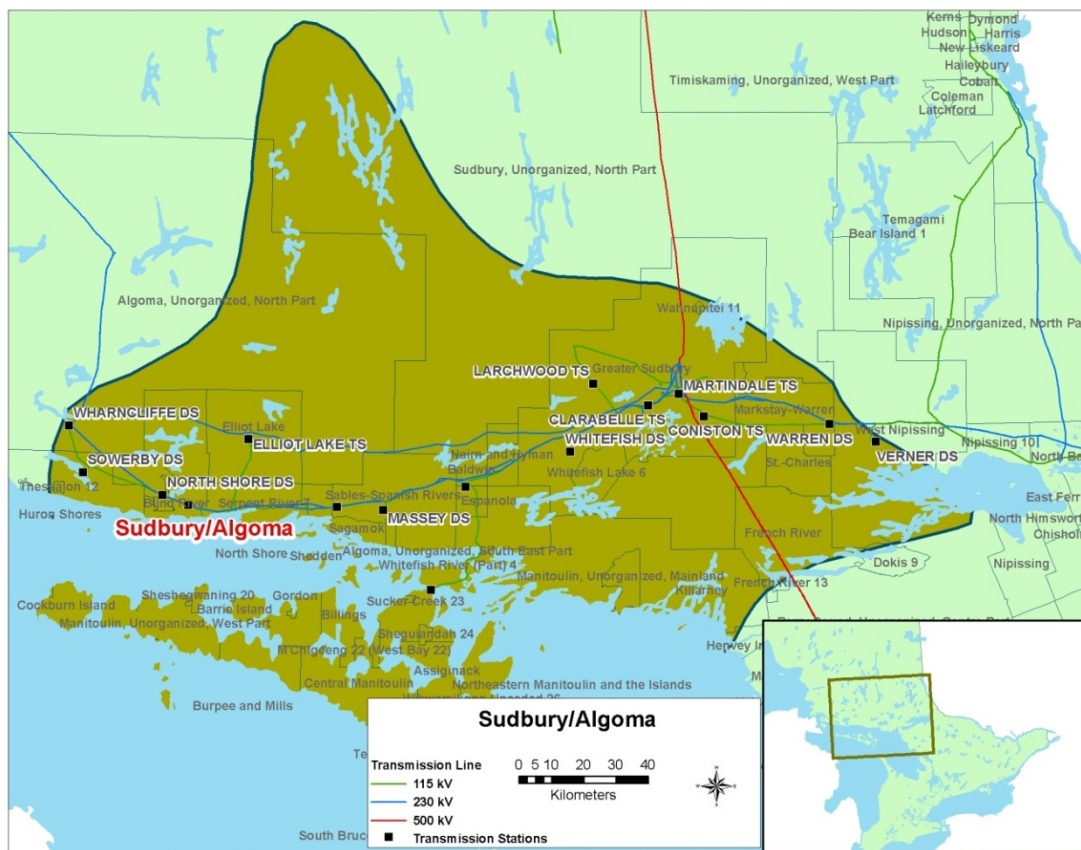 Kerns Dymond
Hudson Harris
New Liskeard
Haileybury
Cobalt
Coleman
Latchford
Timiskaming, Unorganized, West Part
Sudbury, Unorganized, North Part
Temagami
Bear Island 1
Algoma, Unorganized, North Part
Wahnapitei 11
Nipissing, Unorganized, North Pa
LARCHWOOD TS
Greater Sudbury
MARTINDALE TS
WHARNCLIFFE DS
Elliot Lake
CLARABELLE TS
Markstay-Warren
ELLIOT LAKE TS
WHITEFISH DS
CONISTON TS
WARREN DS
West Nipissing
Nipissing 10
North Ba
SOWERBY DS
Nairn and Hyman
Baldwin
Whitefish Lake 6
St.-Charles
VERNER DS
Thessalon 12
NORTH SHORE DS
Huron Shores
Blind River
Serpent River 7
Sables-Spanish Rivers
Espanola
East Ferr
Sudbury/Algoma
Sagamok
MASSEY DS
French River
North Himswor
Chisholm
North Shore
Shedden
Algoma, Unorganized, South East Part
Whitefish River (Part) 4
Manitoulin, Unorganized, Mainland
Killarney
French River 13
Dokis 9
Nipissing
Sheshegwaning 20
Gordon
Sucker Creek 23
Cockburn Island
Barrie Island
Billings
Manitoulin, Unorganized, West Part
Sheguiandah 24
M'Chigeeng 22 (West Bay 22)
Henvey In
Assiginack
Central Manitoulin
Northeastern Manitoulin and the Islands
Burpee and Mills
Te
South Bruc
Sudbury/Algoma
Transmission Line
115 kV
230 kV
500 kV
Transmission Stations
0 5 10 20 30 40
Kilometers
N
W E
S